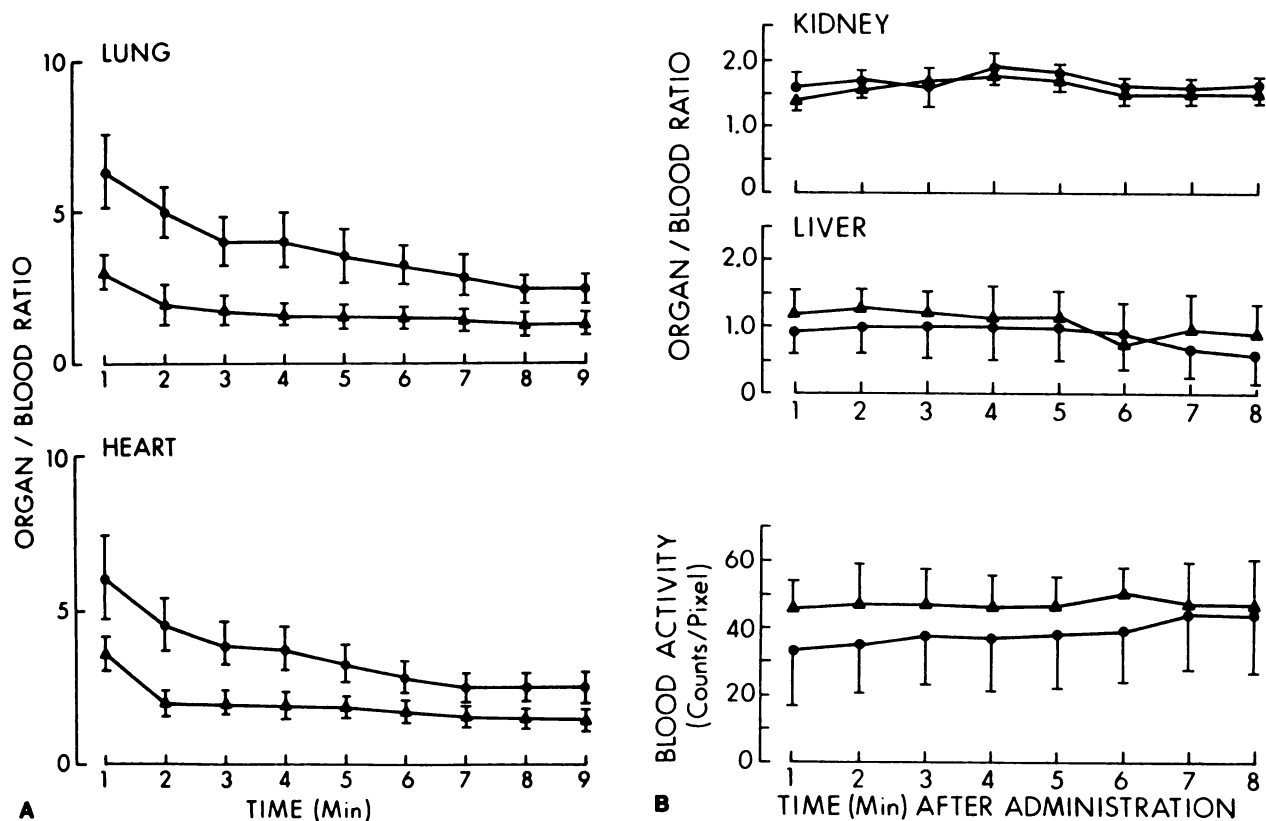 LUNG
10
5
0
1 2 3 4 5 6 7 8 9
ORGAN / BLOOD RATIO
HEART
10
5
0
1 2 3 4 5 6 7 8 9
TIME (Min)
A
KIDNEY
2.0
1.0
0
ORGAN / BLOOD RATIO
LIVER
2.0
1.0
0
1 2 3 4 5 6 7 8
BLOOD ACTIVITY
(Counts/Pixel)
60
40
20
0
1 2 3 4 5 6 7 8
TIME (Min) AFTER ADMINISTRATION
B